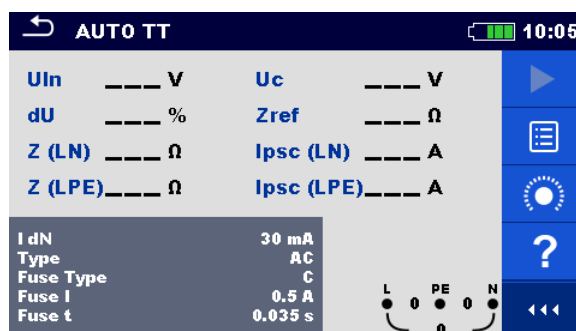 AUTO TT 10:05
Uln ___ V Uc ___ V
dU ___ % Zref ___ Ω
Z (LN) ___ Ω Ipsc (LN) ___ A
Z (LPE)___ Ω Ipsc (LPE)___ A
I dN 30 mA
Type AC
Fuse Type C
Fuse I 0.5 A
Fuse t 0.035 s
L PE N
0 0
0
?